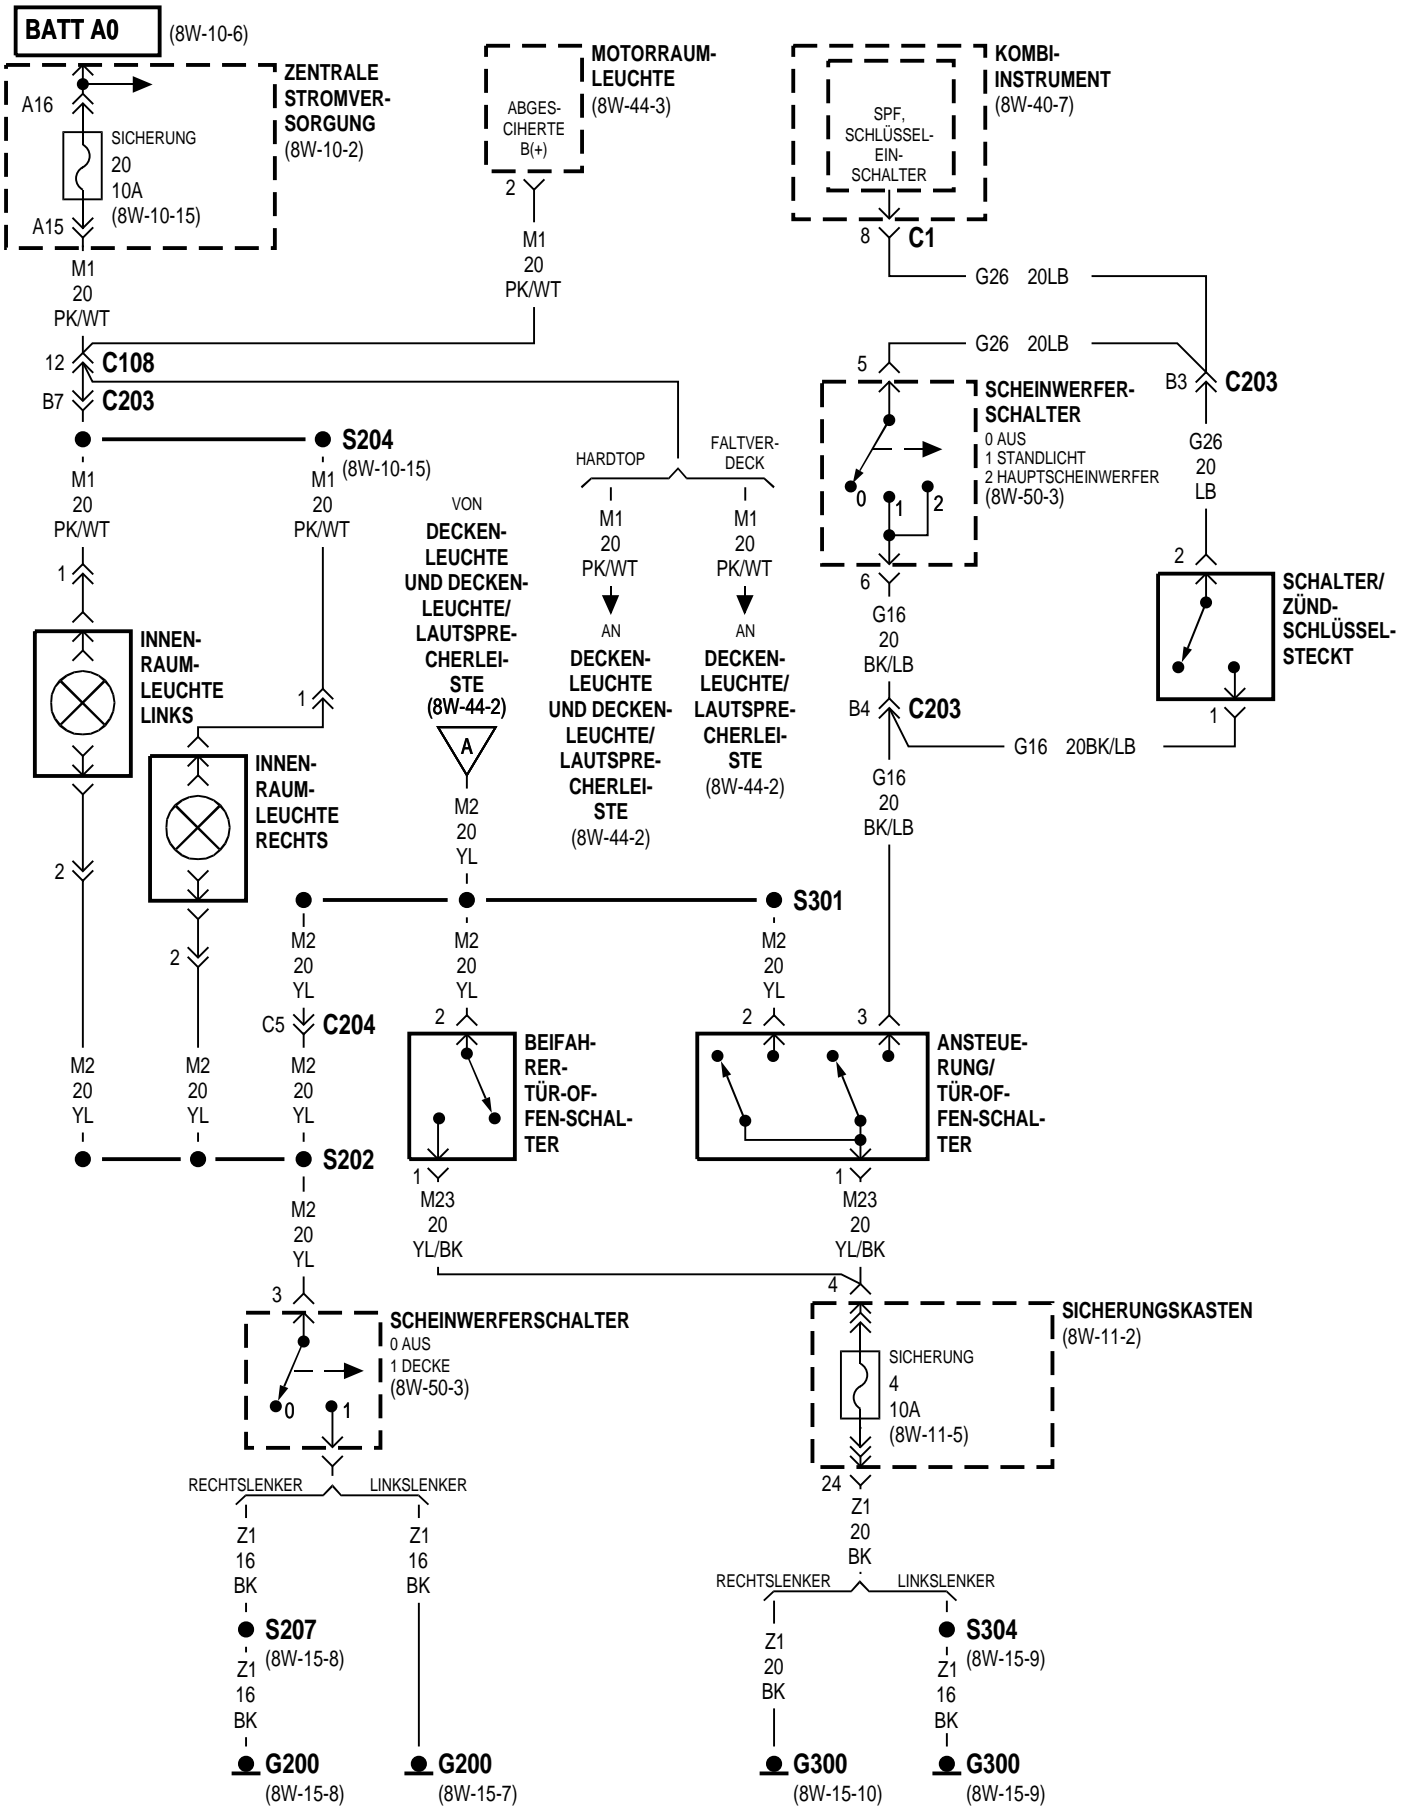 BATT A0
(8W-10-6)
ZENTRALE
STROMVER-
SORGUNG
(8W-10-2)
A16
SICHERUNG
20
10A
(8W-10-15)
A15
M1
20
PK/WT
MOTORRAUM-
LEUCHTE
(8W-44-3)
ABGES-
CIHERTE
B(+)
2
M1
20
PK/WT
KOMBI-
INSTRUMENT
(8W-40-7)
SPF,
SCHLÜSSEL-
EIN-
SCHALTER
8
C1
G26 20LB
G26 20LB
12
C108
B7
C203
S204
(8W-10-15)
M1
20
PK/WT
M1
20
PK/WT
5
SCHEINWERFER-
SCHALTER
0 AUS
1 STANDLICHT
2 HAUPTSCHEINWERFER
(8W-50-3)
0
1
2
6
B3
C203
G26
20
LB
2
SCHALTER/
ZÜND-
SCHLÜSSEL-
STECKT
1
HARDTOP
FALTVER-
DECK
M1
20
PK/WT
AN
DECKEN-
LEUCHTE
UND DECKEN-
LEUCHTE/
LAUTSPRE-
CHERLEI-
STE
(8W-44-2)
M1
20
PK/WT
AN
DECKEN-
LEUCHTE/
LAUTSPRE-
CHERLEI-
STE
(8W-44-2)
VON
DECKEN-
LEUCHTE
UND DECKEN-
LEUCHTE/
LAUTSPRE-
CHERLEI-
STE
(8W-44-2)
A
M2
20
YL
G16
20
BK/LB
B4
C203
G16 20BK/LB
G16
20
BK/LB
1
INNEN-
RAUM-
LEUCHTE
LINKS
2
1
INNEN-
RAUM-
LEUCHTE
RECHTS
2
S301
M2
20
YL
M2
20
YL
M2
20
YL
C5
C204
M2
20
YL
M2
20
YL
M2
20
YL
S202
2
BEIFAH-
RER-
TÜR-OF-
FEN-SCHAL-
TER
1
2
3
ANSTEUE-
RUNG/
TÜR-OF-
FEN-SCHAL-
TER
1
M2
20
YL
M23
20
YL/BK
M23
20
YL/BK
3
SCHEINWERFERSCHALTER
0 AUS
1 DECKE
(8W-50-3)
0
1
4
SICHERUNGSKASTEN
(8W-11-2)
SICHERUNG
4
10A
(8W-11-5)
24
Z1
20
BK
RECHTSLENKER
LINKSLENKER
Z1
16
BK
Z1
16
BK
S207
(8W-15-8)
Z1
16
BK
G200
(8W-15-8)
G200
(8W-15-7)
RECHTSLENKER
LINKSLENKER
Z1
20
BK
S304
(8W-15-9)
Z1
16
BK
G300
(8W-15-10)
G300
(8W-15-9)